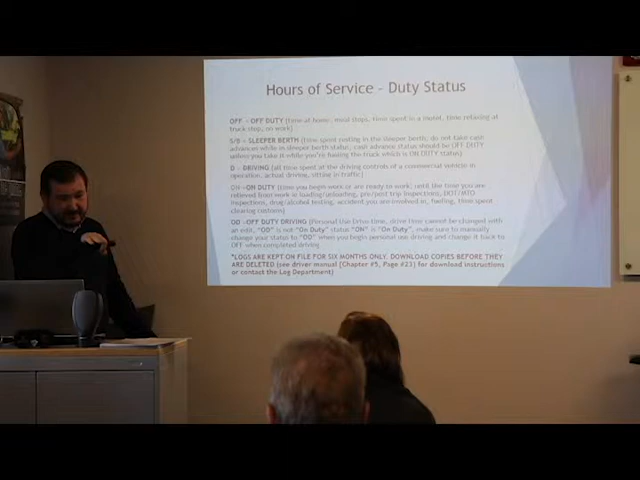 Hours of Service - Duty Status
OFF - OFF DUTY (time at home, meal stops, time spent in a motel, time relaxing at
truck stop, on work)
S/B - SLEEPER BERTH (time spent resting in the sleeper berth, do not take cash
advances while in sleeper berth status, cash advance status should be OFF DUTY
unless you take it while you're fueling the truck which is ON DUTY status)
D - DRIVING (all time spent at the driving controls of a commercial vehicle in
operation, actual driving, sitting in traffic)
ON - ON DUTY (time you begin work or are ready to work, until the time you are
relieved from work ie loading/unloading, pre/post trip inspections, DOT/MTO
inspections, drug/alcohol testing, accident you are involved in, fueling, time spent
clearing customs)
OD - OFF DUTY DRIVING (Personal Use drive time, drive time cannot be changed with
an edit, "OD" is not "On Duty" status "ON" is "On Duty", make sure to manually
change your status to "OD" when you begin personal use driving and change it back to
OFF when completed driving
*LOGS ARE KEPT ON FILE FOR SIX MONTHS ONLY. DOWNLOAD COPIES BEFORE THEY
ARE DELETED (see driver manual [Chapter #5, Page #23] for download instructions
or contact the Log Department)